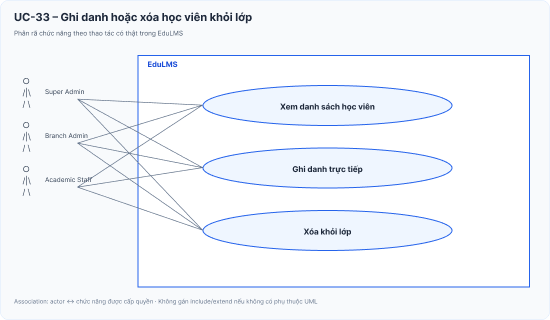 UC-33 – Ghi danh hoặc xóa học viên khỏi lớp
Phân rã chức năng theo thao tác có thật trong EduLMS
EduLMS
Super Admin
Xem danh sách học viên
Branch Admin
Ghi danh trực tiếp
Academic Staff
Xóa khỏi lớp
Association: actor ↔ chức năng được cấp quyền · Không gán include/extend nếu không có phụ thuộc UML